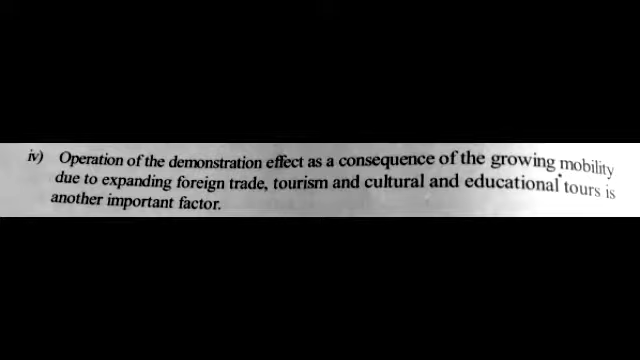 iv) Operation of the demonstration effect as a consequence of the growing mobility
due to expanding foreign trade, tourism and cultural and educational tours is
another important factor.